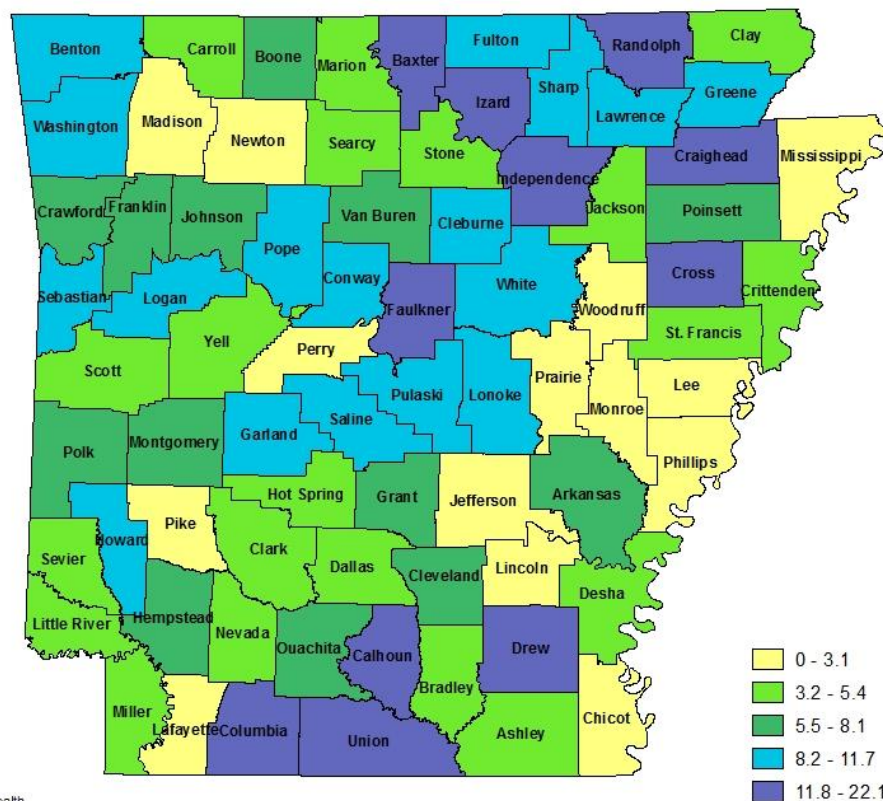 Benton
Carroll
Boone
Marion
Baxter
Fulton
Randolph
Clay
Izard
Sharp
Greene
Lawrence
Washington
Madison
Newton
Searcy
Stone
Independence
Craighead
Mississippi
Crawford
Franklin
Johnson
Van Buren
Cleburne
Jackson
Poinsett
Pope
Conway
Faulkner
White
Cross
Crittenden
Sebastian
Logan
Woodruff
St. Francis
Yell
Perry
Scott
Prairie
Lee
Pulaski
Lonoke
Monroe
Saline
Garland
Polk
Montgomery
Phillips
Hot Spring
Grant
Jefferson
Arkansas
Pike
Howard
Sevier
Clark
Dallas
Cleveland
Lincoln
Desha
Little River
Hempstead
Nevada
Ouachita
Calhoun
Drew
Bradley
Miller
Lafayette
Columbia
Union
Ashley
Chicot
0 - 3.1
3.2 - 5.4
5.5 - 8.1
8.2 - 11.7
11.8 - 22.1